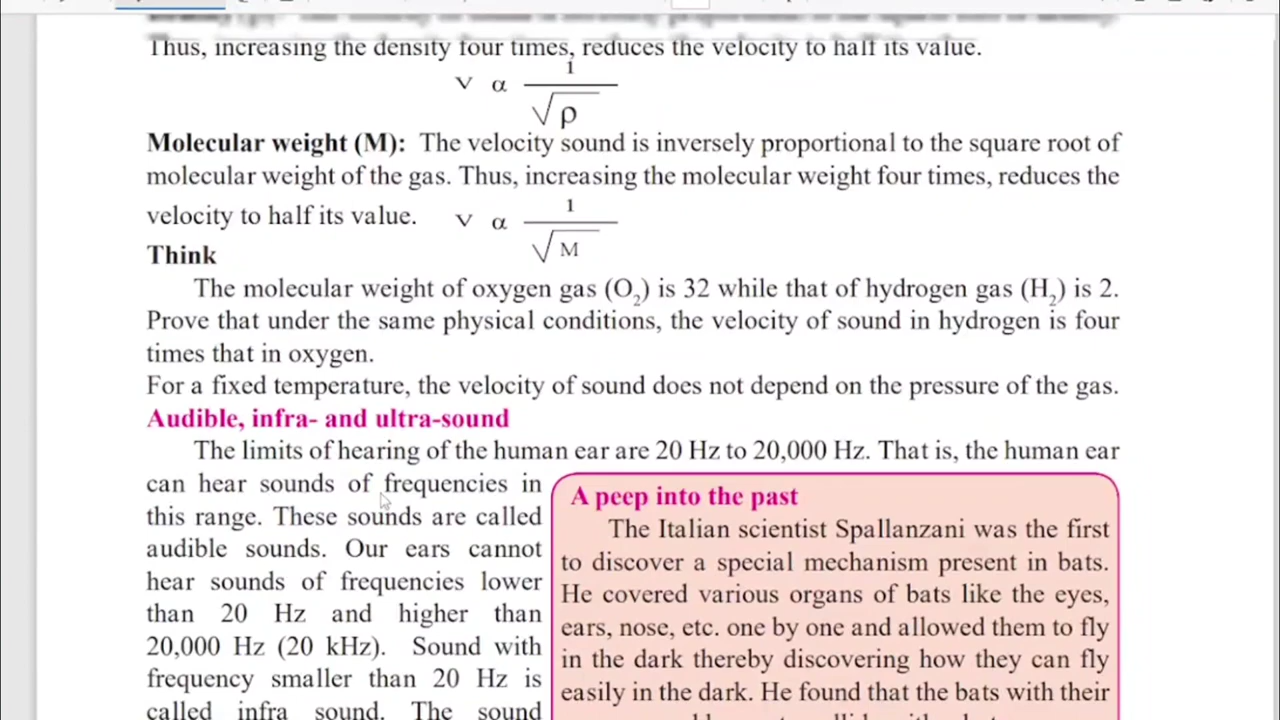 Thus, increasing the density four times, reduces the velocity to half its value.
v α 1
√ρ
Molecular weight (M): The velocity sound is inversely proportional to the square root of
molecular weight of the gas. Thus, increasing the molecular weight four times, reduces the
velocity to half its value. v α 1
√M
Think
The molecular weight of oxygen gas (O₂) is 32 while that of hydrogen gas (H₂) is 2.
Prove that under the same physical conditions, the velocity of sound in hydrogen is four
times that in oxygen.
For a fixed temperature, the velocity of sound does not depend on the pressure of the gas.
Audible, infra- and ultra-sound
The limits of hearing of the human ear are 20 Hz to 20,000 Hz. That is, the human ear
can hear sounds of frequencies in
this range. These sounds are called
audible sounds. Our ears cannot
hear sounds of frequencies lower
than 20 Hz and higher than
20,000 Hz (20 kHz). Sound with
frequency smaller than 20 Hz is
called infra sound. The sound
A peep into the past
The Italian scientist Spallanzani was the first
to discover a special mechanism present in bats.
He covered various organs of bats like the eyes,
ears, nose, etc. one by one and allowed them to fly
in the dark thereby discovering how they can fly
easily in the dark. He found that the bats with their